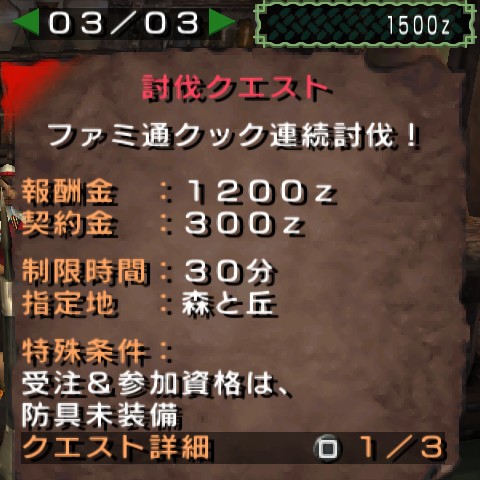 03/03
1500z
討伐クエスト
ファミ通クック連続討伐！
報酬金　：１２００z
契約金　：３００z
制限時間：３０分
指定地　：森と丘
特殊条件：
受注＆参加資格は、
防具未装備
クエスト詳細　１／３